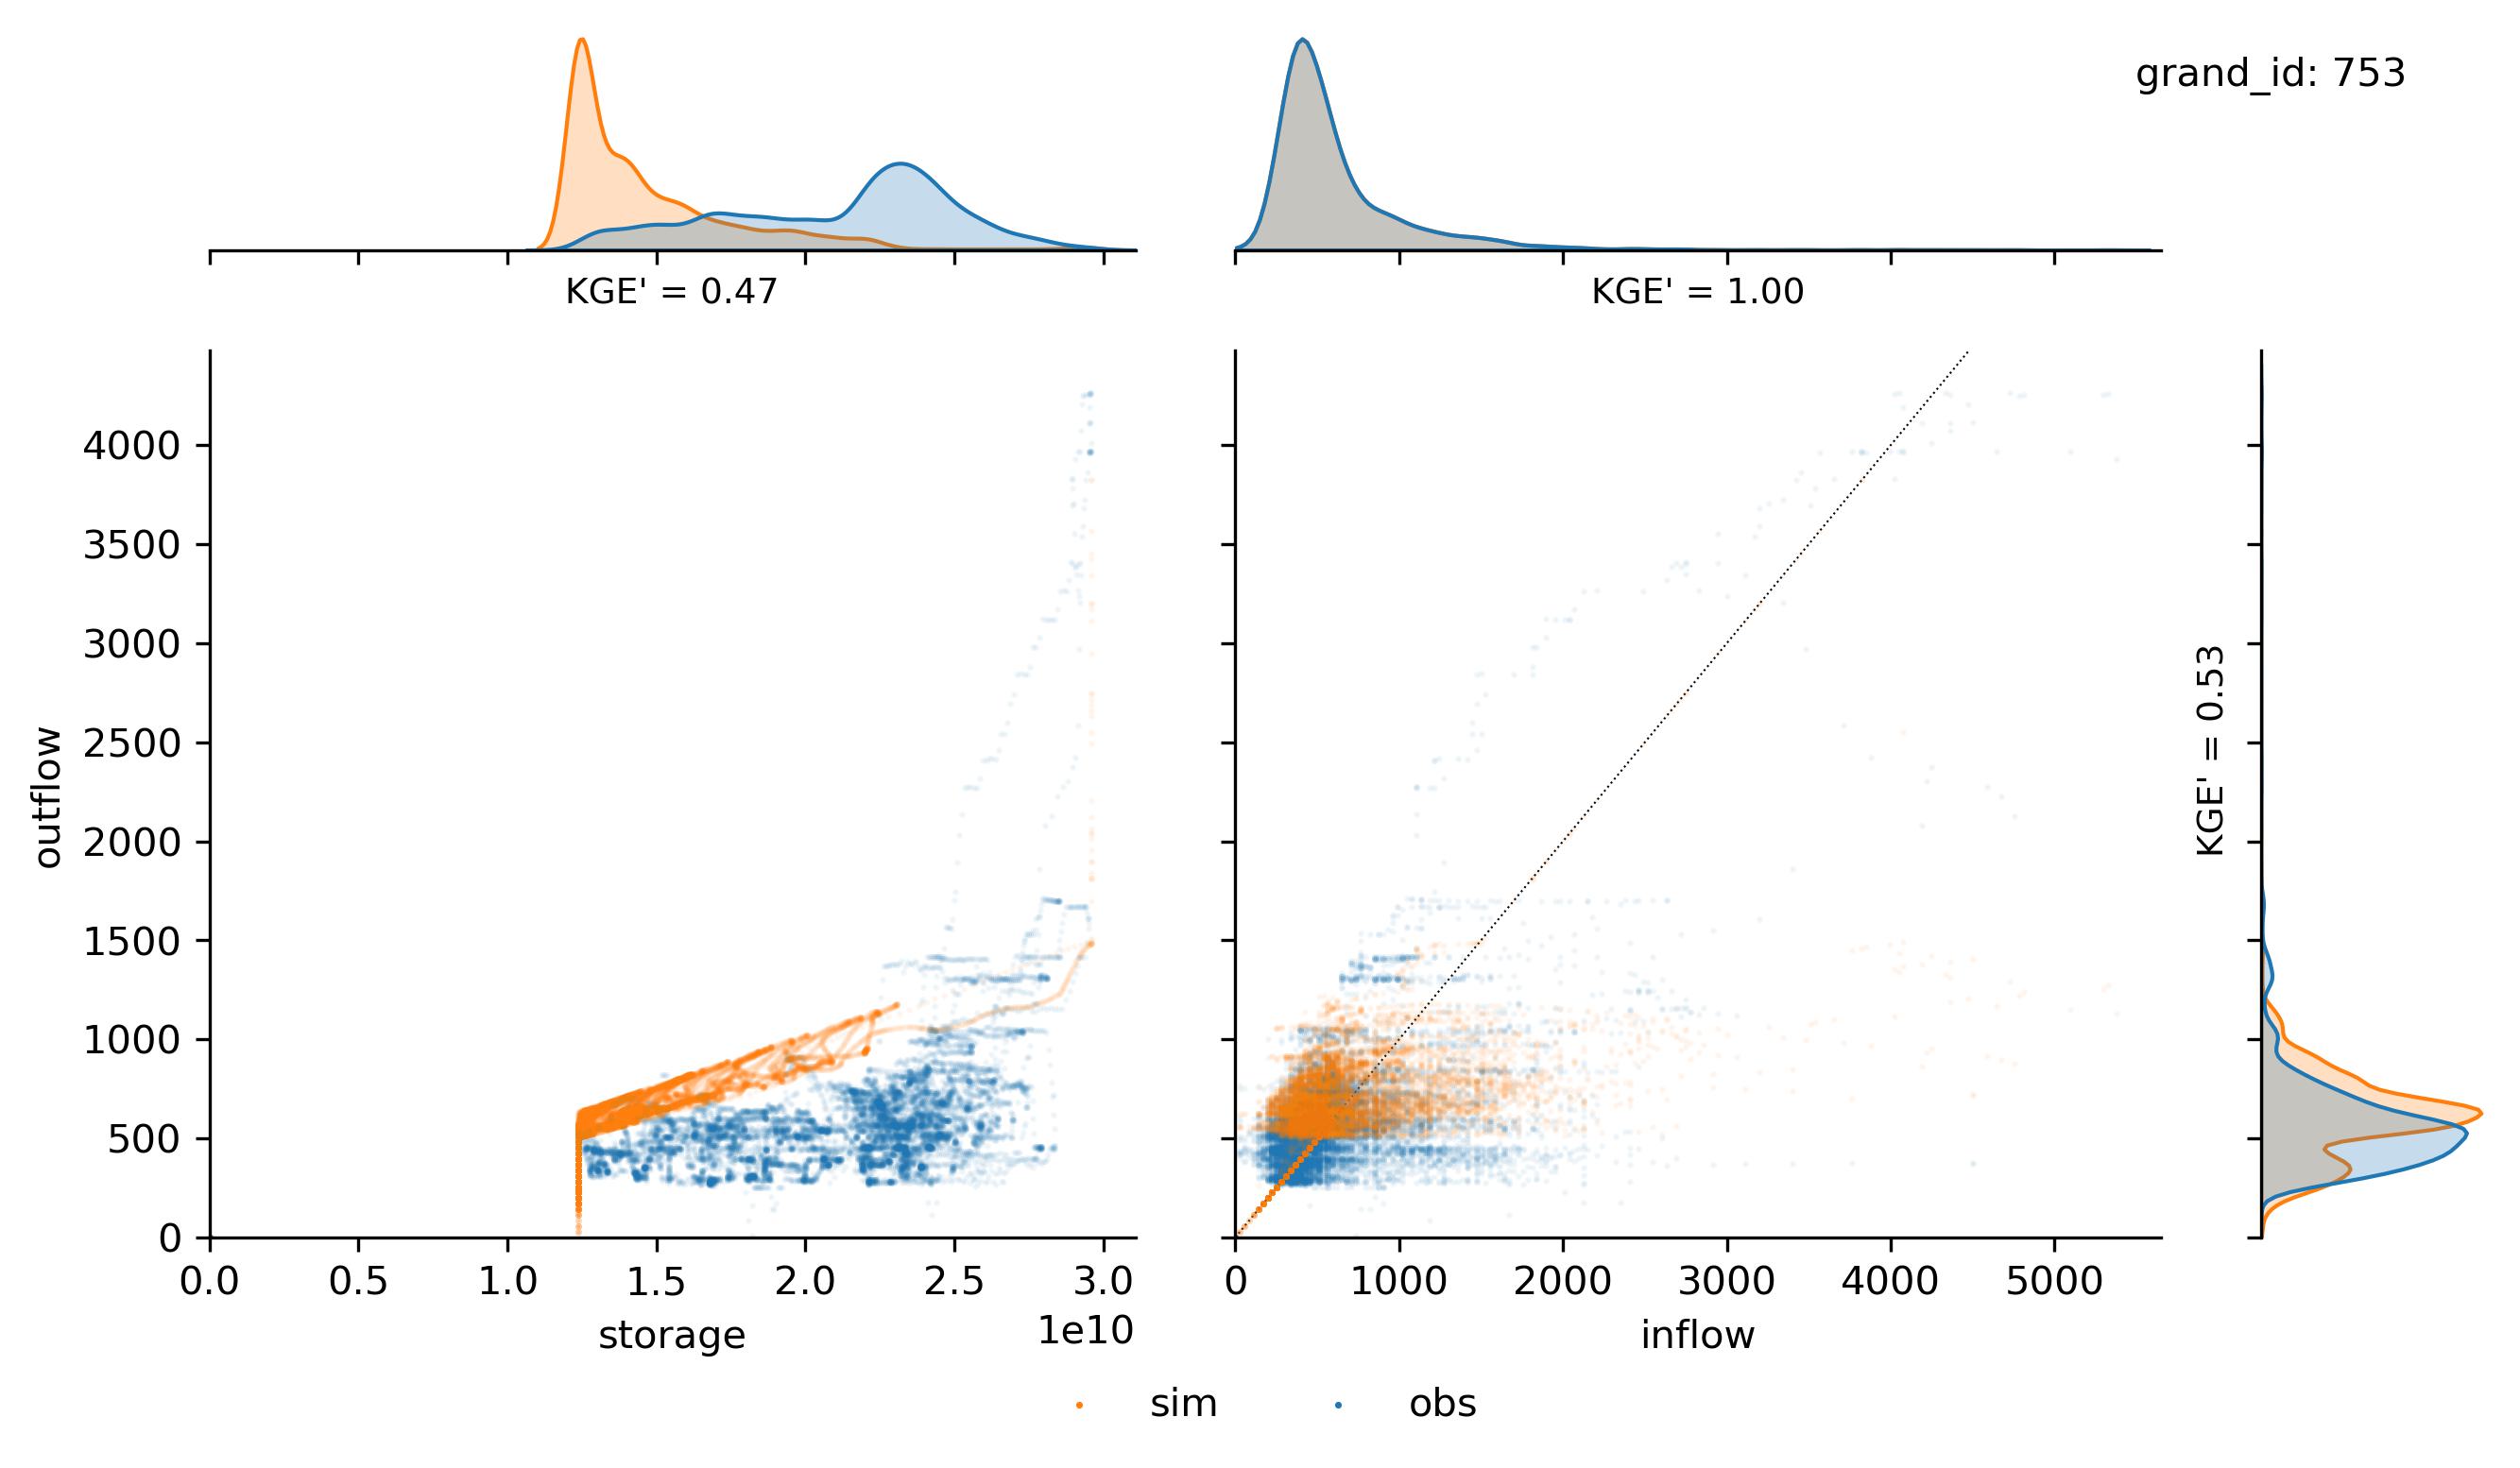 grand_id: 753
KGE' = 0.47
KGE' = 1.00
outflow
4000
3500
3000
2500
2000
1500
1000
500
0
KGE' = 0.53
0.0 0.5 1.0 1.5 2.0 2.5 3.0
1e10
storage
0 1000 2000 3000 4000 5000
inflow
sim obs